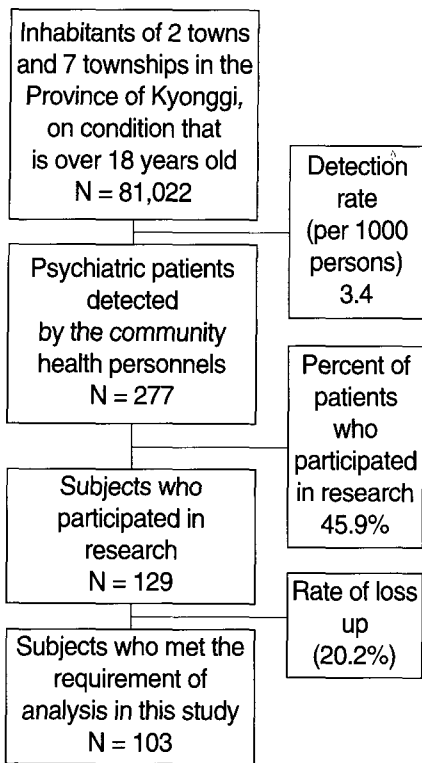 Inhabitants of 2 towns
and 7 townships in the
Province of Kyonggi,
on condition that
is over 18 years old
N = 81,022
Detection
rate
(per 1000
persons)
3.4
Psychiatric patients
detected
by the community
health personnels
N = 277
Percent of
patients
who
participated
in research
45.9%
Subjects who
participated in
research
N = 129
Rate of loss
up
(20.2%)
Subjects who met the
requirement of
analysis in this study
N = 103